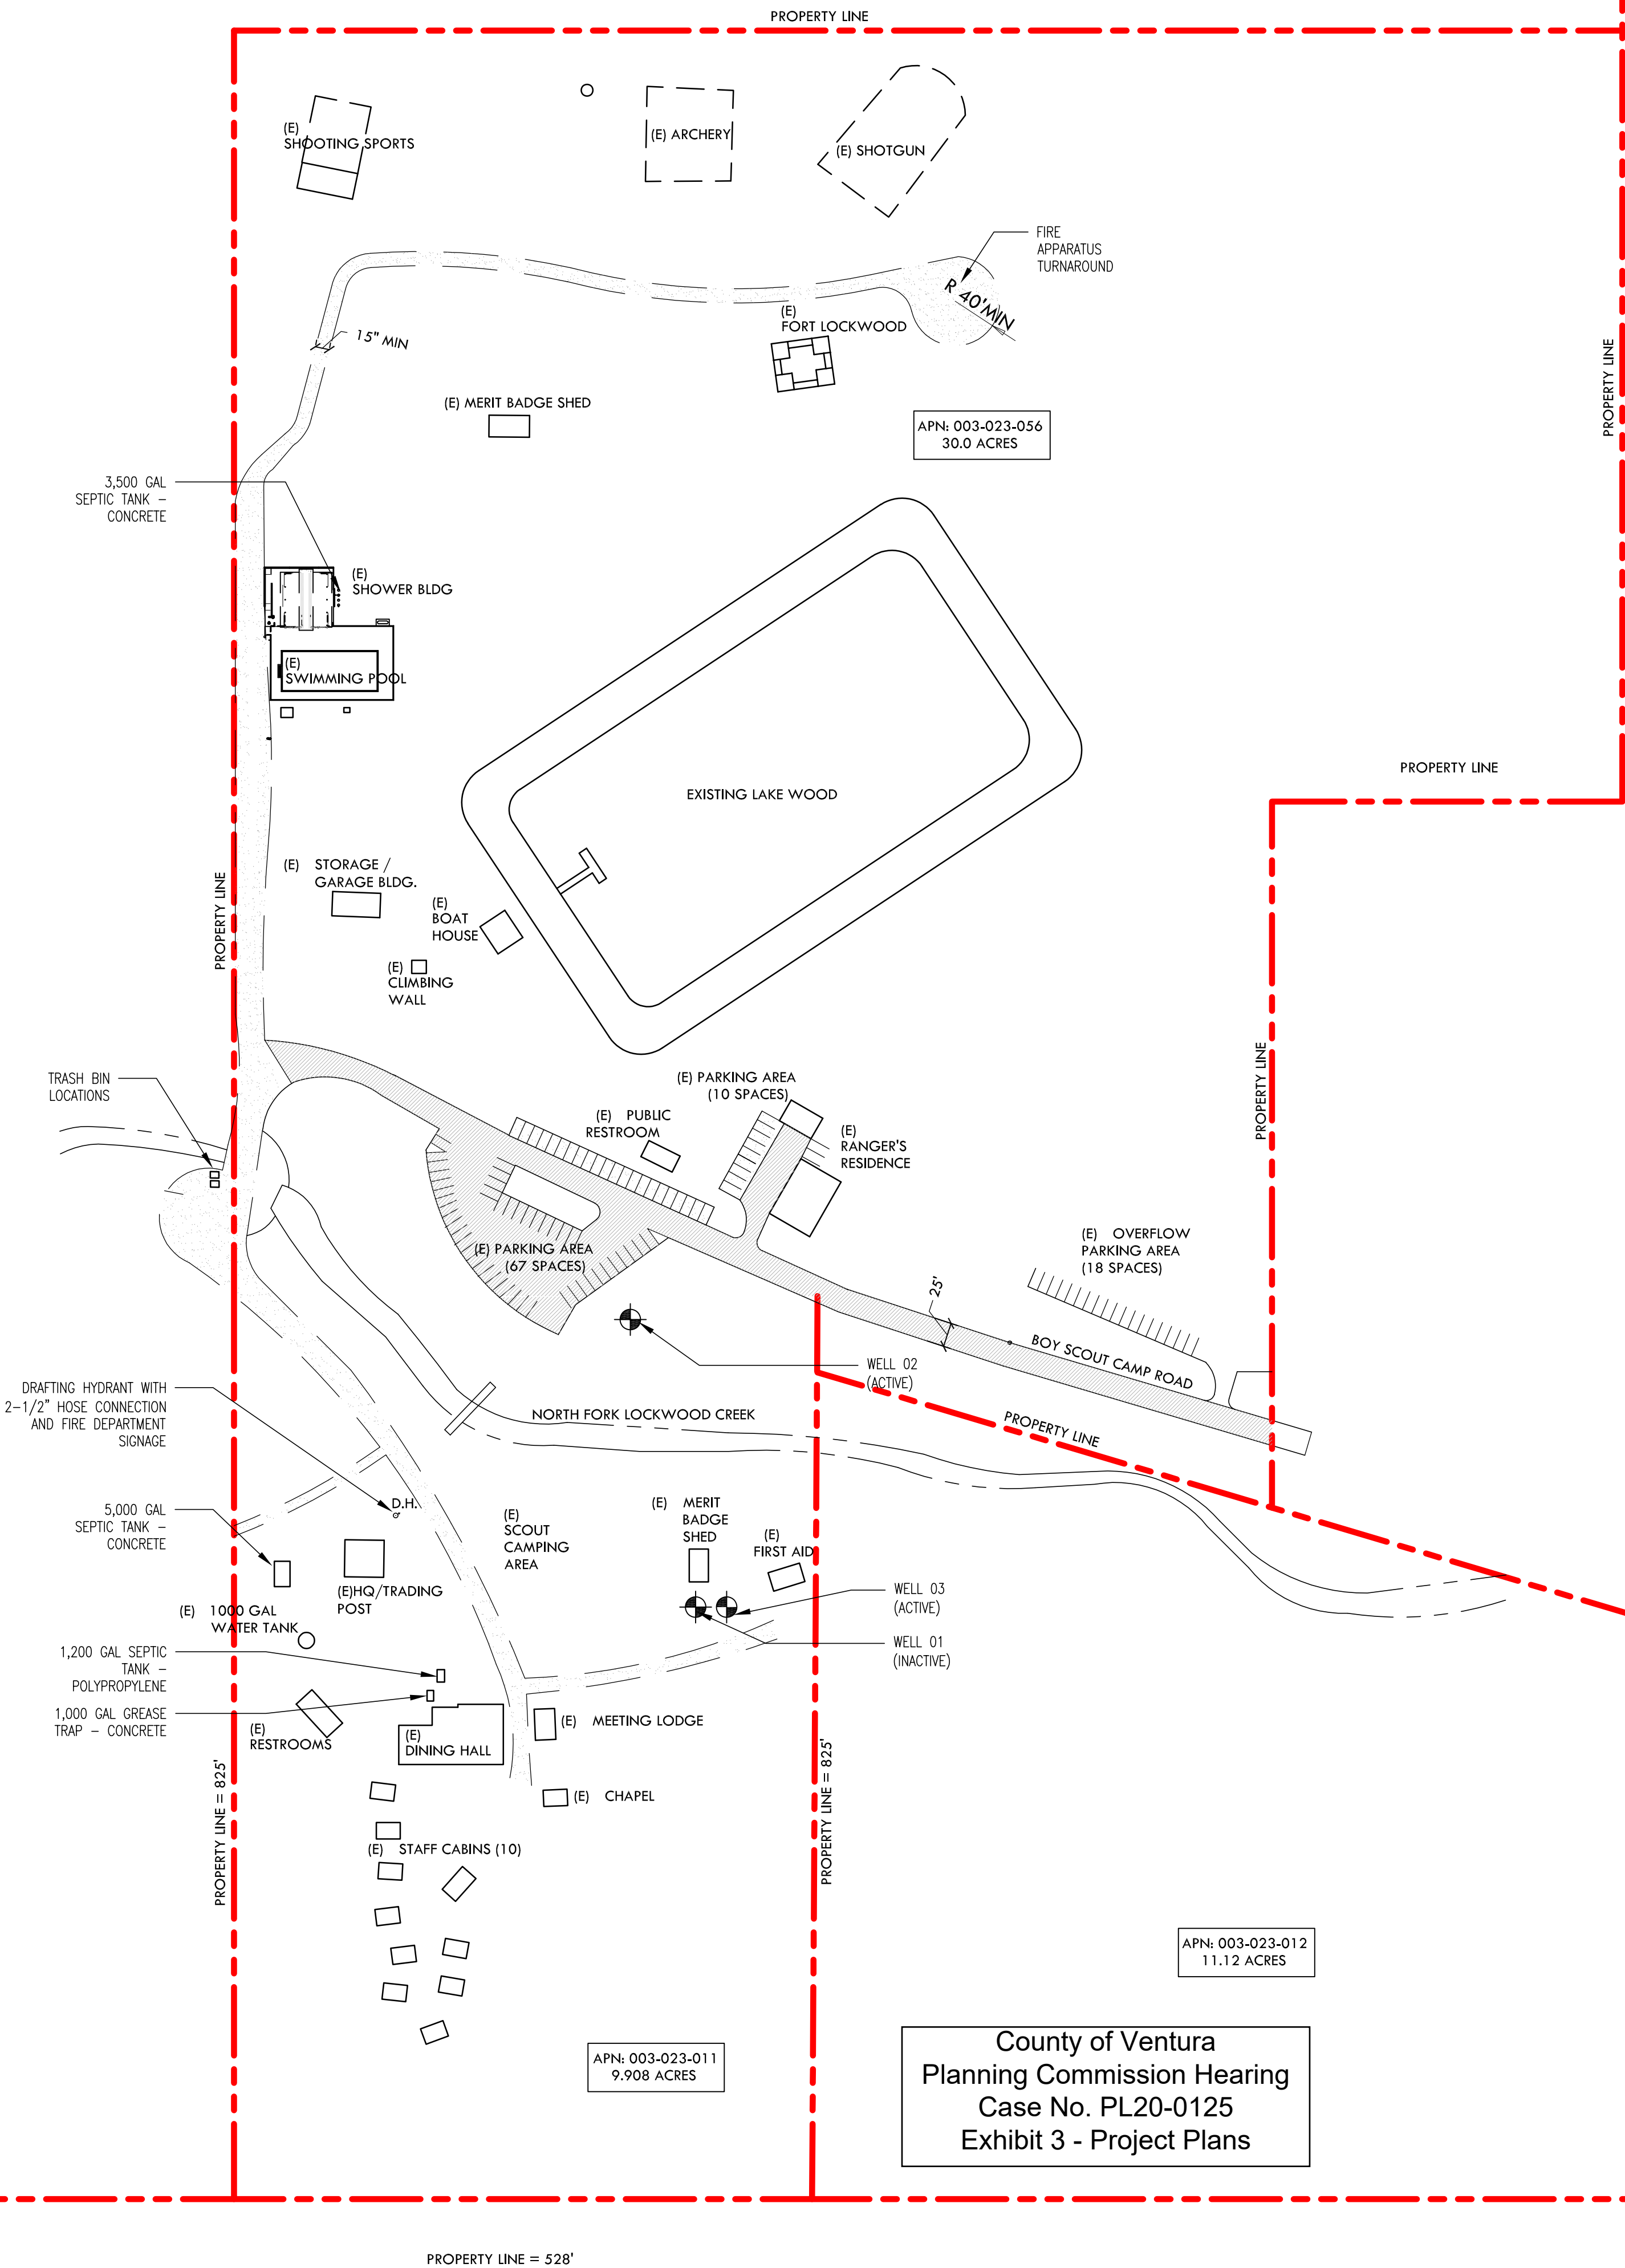 PROPERTY LINE
(E)
SHOOTING SPORTS
(E) ARCHERY
(E) SHOTGUN
FIRE
APPARATUS
TURNAROUND
R 40'MIN
(E)
FORT LOCKWOOD
15" MIN
PROPERTY LINE
(E) MERIT BADGE SHED
APN: 003-023-056
30.0 ACRES
3,500 GAL
SEPTIC TANK –
CONCRETE
(E)
SHOWER BLDG
(E)
SWIMMING POOL
PROPERTY LINE
EXISTING LAKE WOOD
(E) STORAGE /
GARAGE BLDG.
PROPERTY LINE
(E)
BOAT
HOUSE
(E)
CLIMBING
WALL
TRASH BIN
LOCATIONS
(E) PARKING AREA
(10 SPACES)
PROPERTY LINE
(E) PUBLIC
RESTROOM
(E)
RANGER'S
RESIDENCE
(E) PARKING AREA
(67 SPACES)
(E) OVERFLOW
PARKING AREA
(18 SPACES)
25'
BOY SCOUT CAMP ROAD
WELL 02
(ACTIVE)
DRAFTING HYDRANT WITH
2-1/2" HOSE CONNECTION
AND FIRE DEPARTMENT
SIGNAGE
NORTH FORK LOCKWOOD CREEK
PROPERTY LINE
D.H.
5,000 GAL
SEPTIC TANK –
CONCRETE
(E)
SCOUT
CAMPING
AREA
(E) MERIT
BADGE
SHED
(E)
FIRST AID
(E)HQ/TRADING
POST
WELL 03
(ACTIVE)
(E) 1000 GAL
WATER TANK
WELL 01
(INACTIVE)
1,200 GAL SEPTIC
TANK –
POLYPROPYLENE
1,000 GAL GREASE
TRAP – CONCRETE
(E)
RESTROOMS
(E)
DINING HALL
(E) MEETING LODGE
PROPERTY LINE = 825'
PROPERTY LINE = 825'
(E) CHAPEL
(E) STAFF CABINS (10)
APN: 003-023-012
11.12 ACRES
APN: 003-023-011
9.908 ACRES
County of Ventura
Planning Commission Hearing
Case No. PL20-0125
Exhibit 3 - Project Plans
PROPERTY LINE = 528'